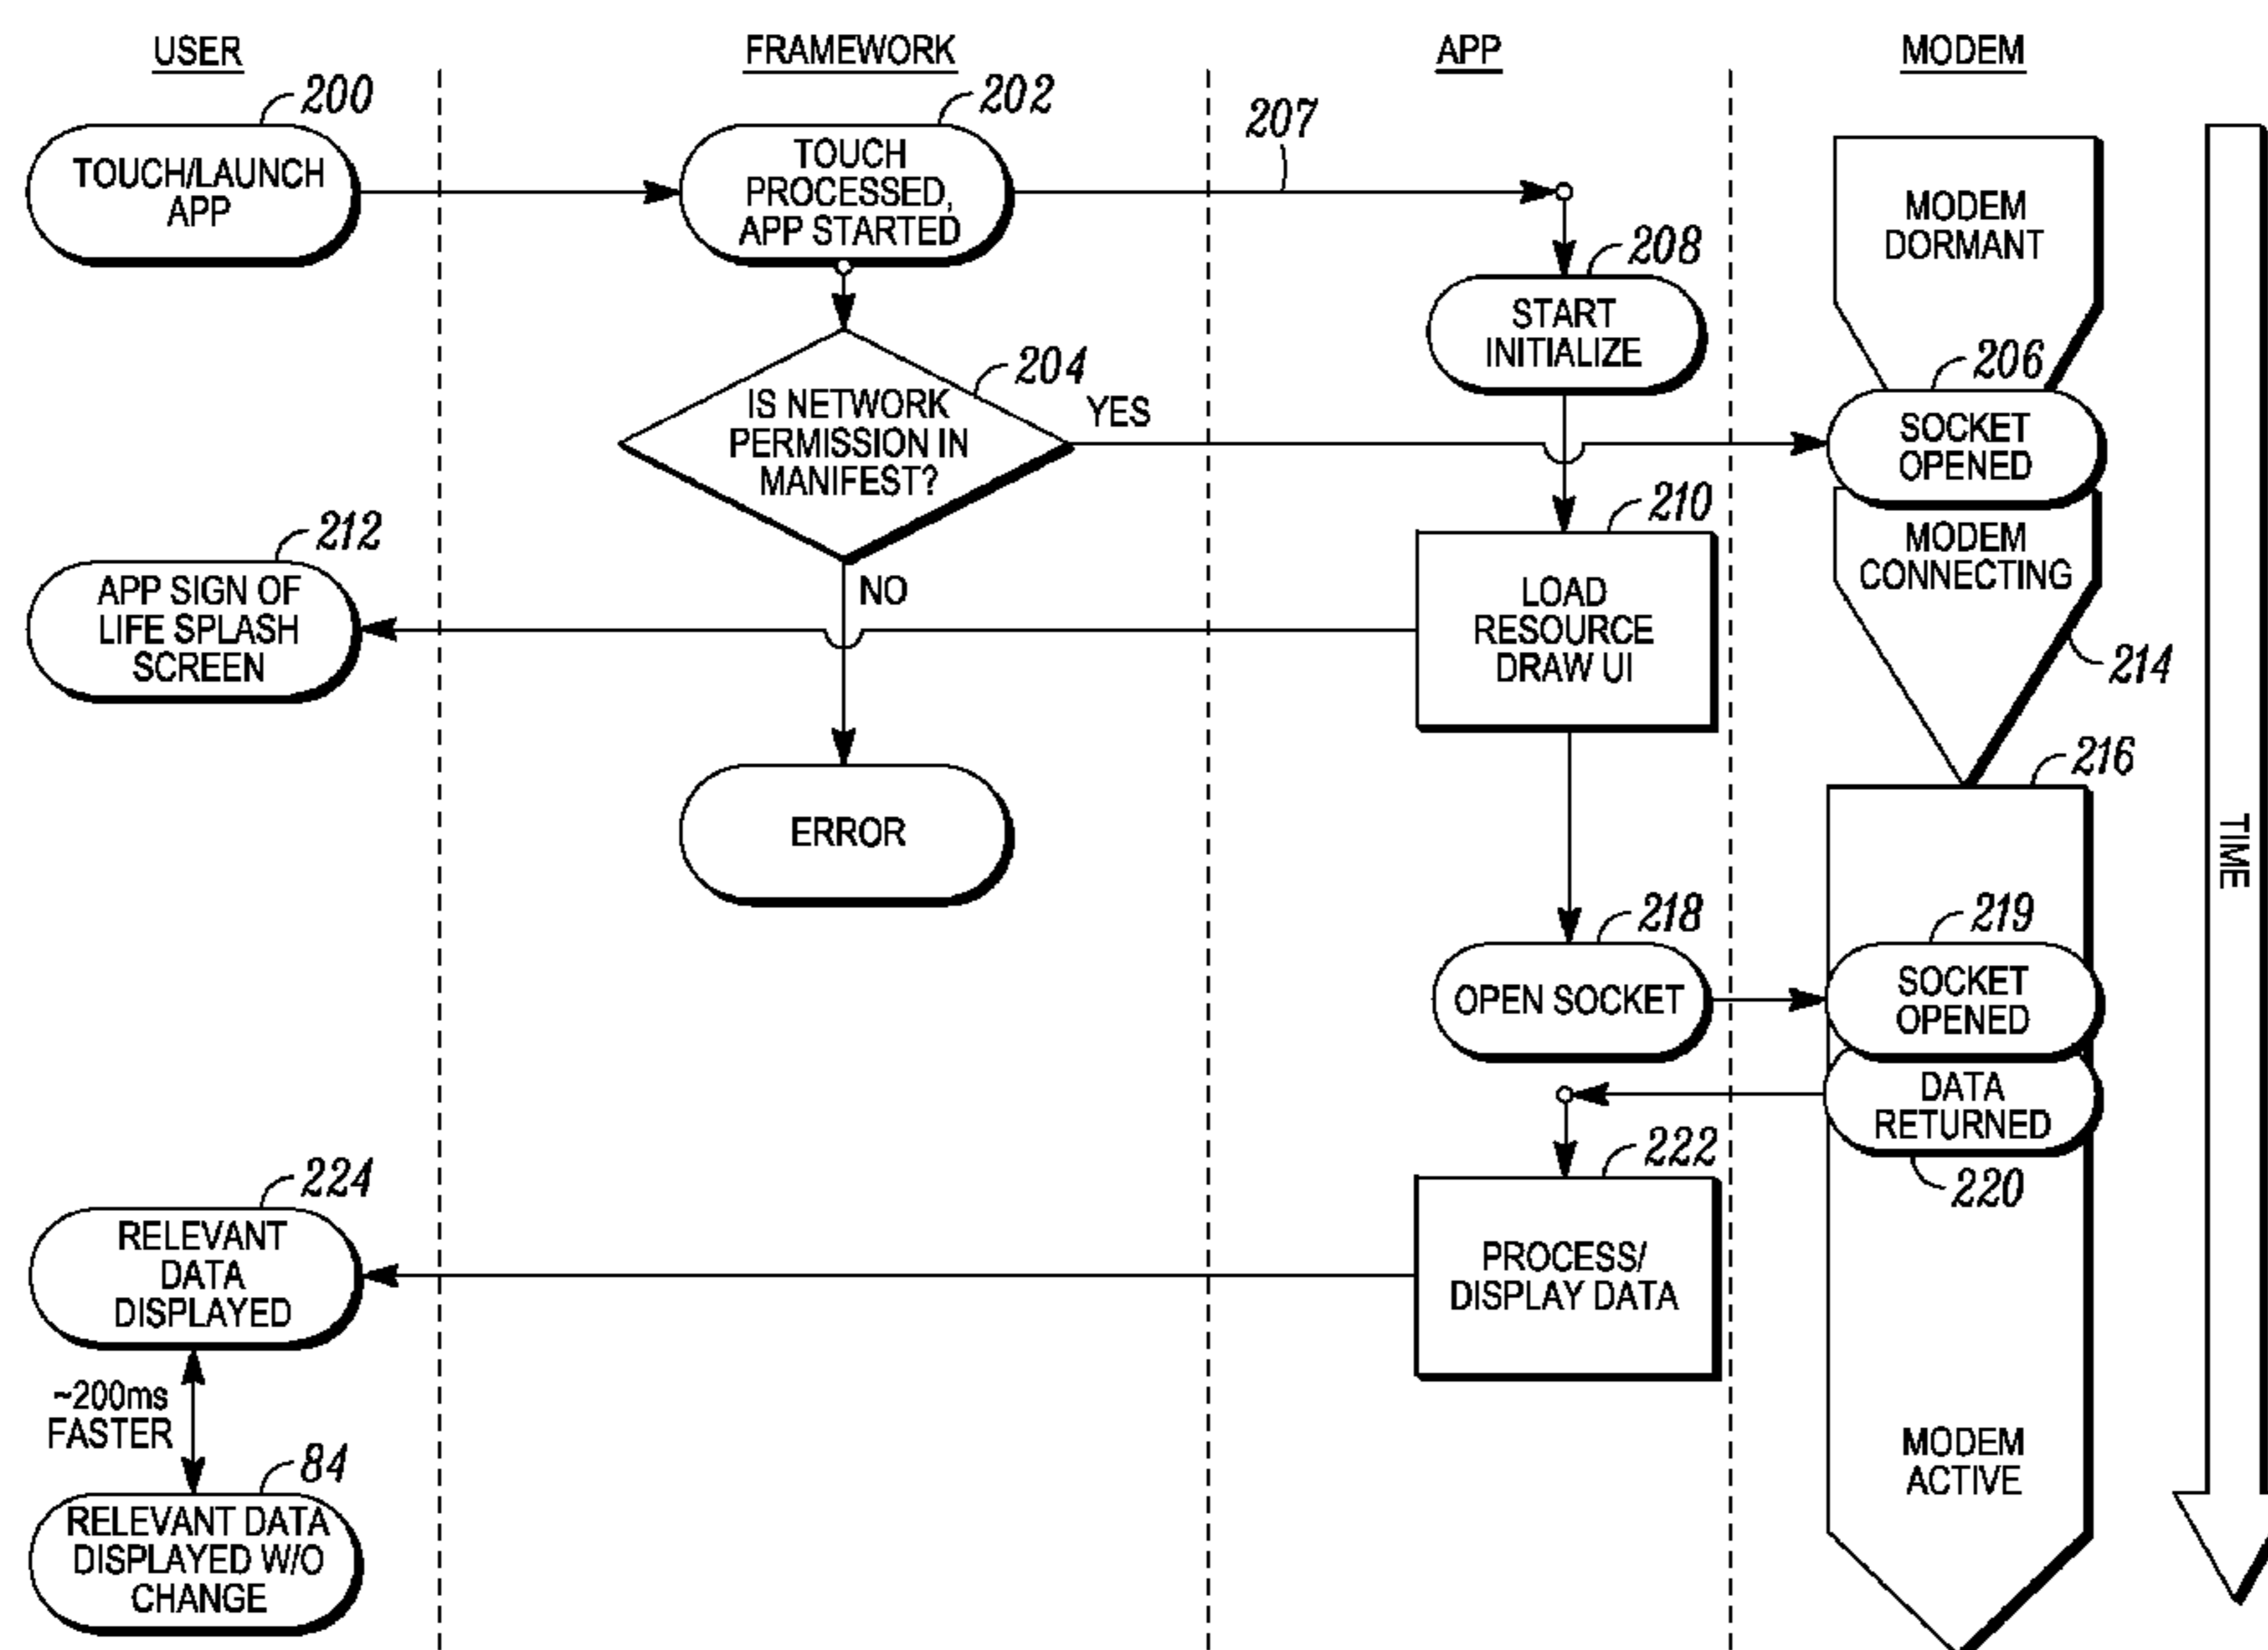 USER
FRAMEWORK
APP
MODEM
200
TOUCH/LAUNCH
APP
202
TOUCH
PROCESSED,
APP STARTED
207
MODEM
DORMANT
208
START
INITIALIZE
204
IS NETWORK
PERMISSION IN
MANIFEST?
YES
NO
206
SOCKET
OPENED
212
APP SIGN OF
LIFE SPLASH
SCREEN
210
LOAD
RESOURCE
DRAW UI
MODEM
CONNECTING
214
ERROR
216
TIME
218
OPEN SOCKET
219
SOCKET
OPENED
DATA
RETURNED
220
222
PROCESS/
DISPLAY DATA
224
RELEVANT
DATA
DISPLAYED
~200ms
FASTER
84
RELEVANT DATA
DISPLAYED W/O
CHANGE
MODEM
ACTIVE